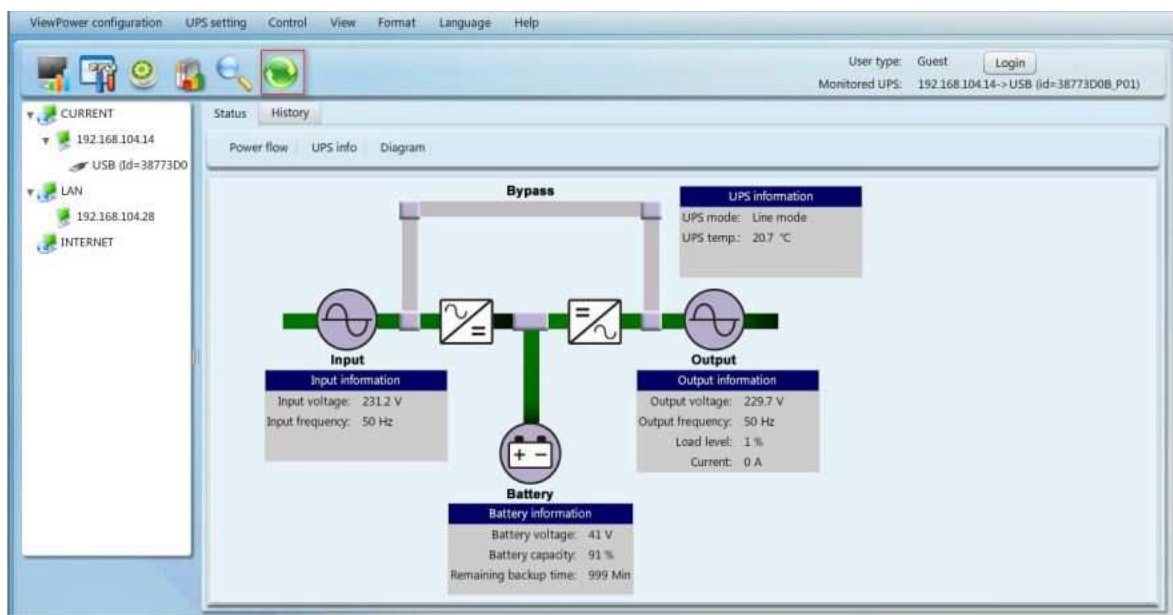 ViewPower configuration UPS setting Control View Format Language Help
User type: Guest Login
Monitored UPS: 192.168.104.14->USB (id=38773D0B_P01)
CURRENT
192.168.104.14
USB (Id=38773D0
LAN
192.168.104.28
INTERNET
Status History
Power flow UPS info Diagram
Bypass
UPS information
UPS mode: Line mode
UPS temp.: 20.7 °C
Input
Input information
Input voltage: 231.2 V
Input frequency: 50 Hz
Output
Output information
Output voltage: 229.7 V
Output frequency: 50 Hz
Load level: 1 %
Current: 0 A
Battery
Battery information
Battery voltage: 41 V
Battery capacity: 91 %
Remaining backup time: 999 Min